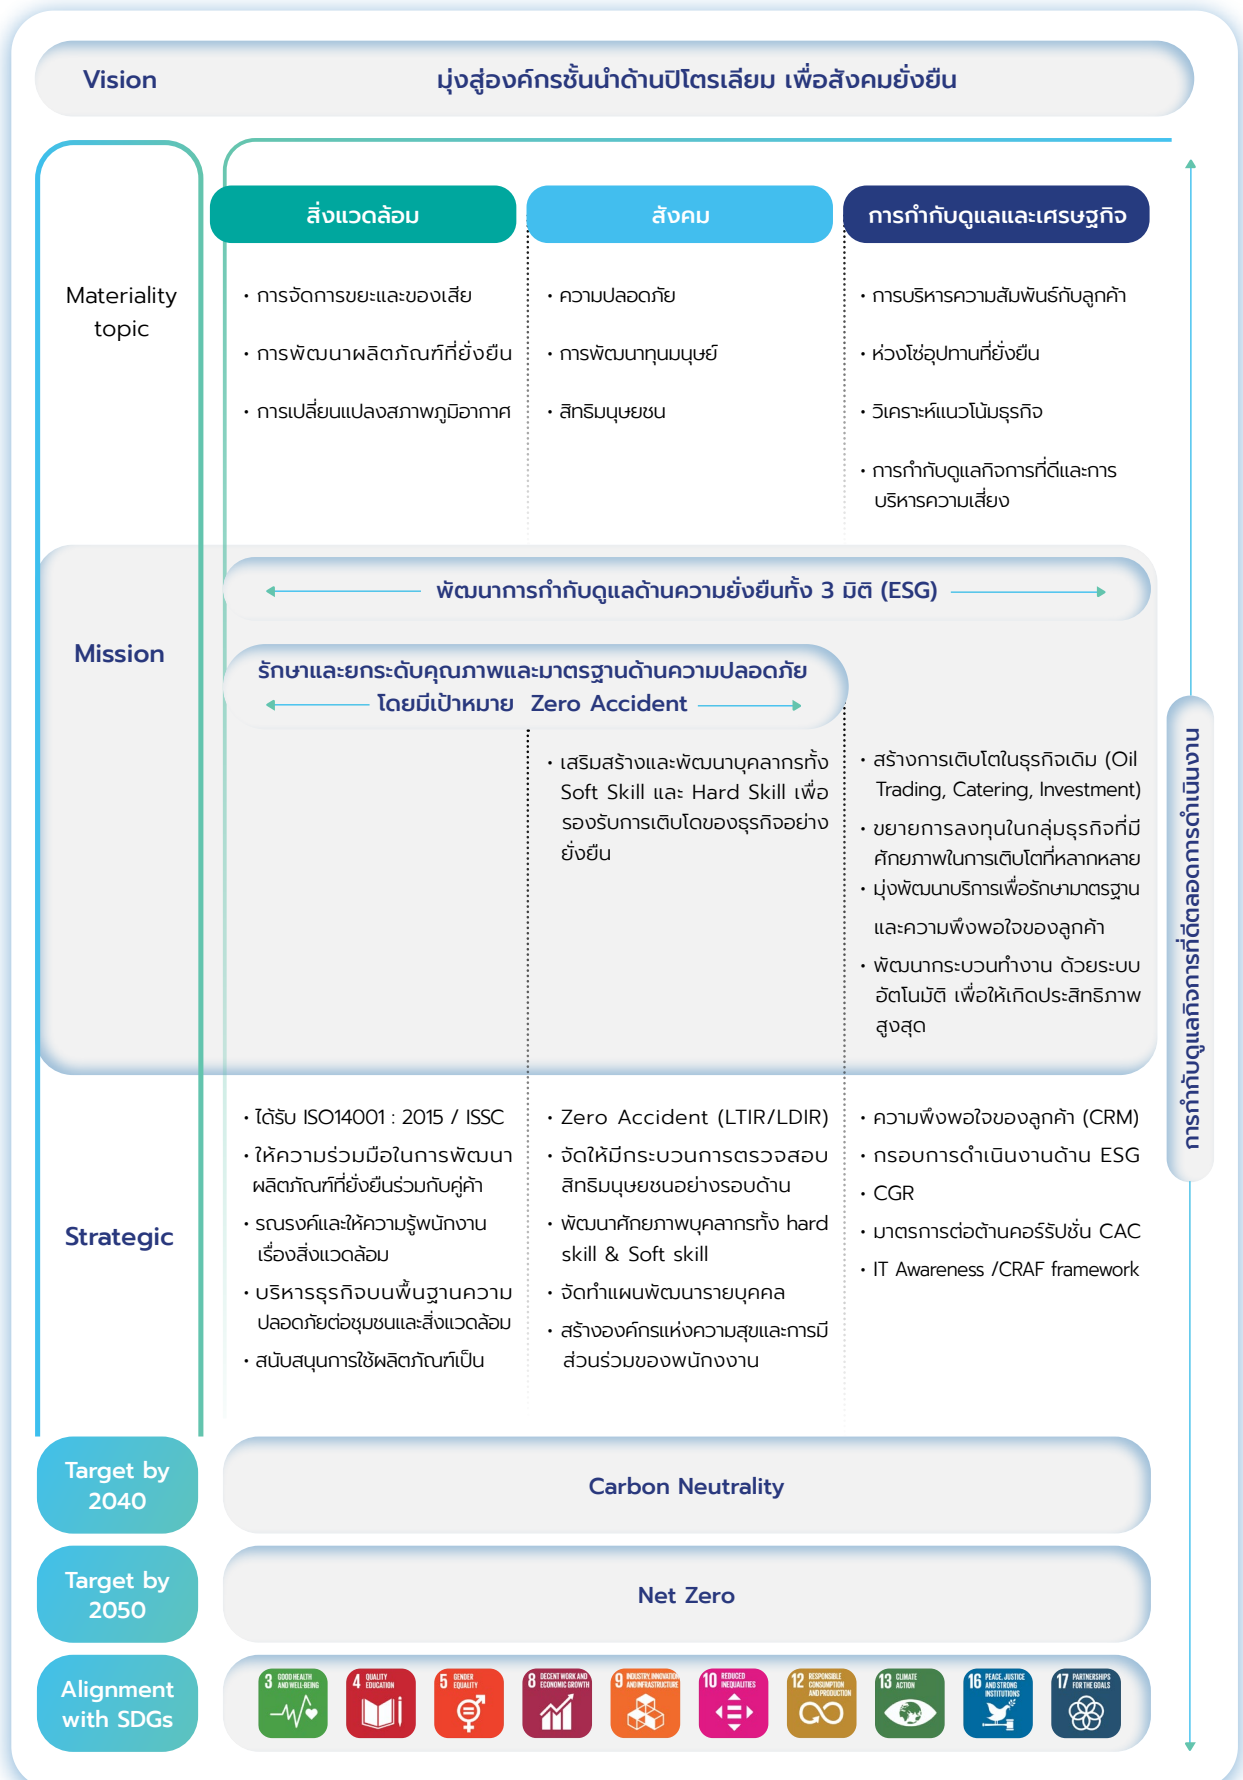 Vision
มุ่งสู่องค์กรชั้นนำด้านปิโตรเลียม เพื่อสังคมยั่งยืน
สิ่งแวดล้อม
สังคม
การกำกับดูแลและเศรษฐกิจ
Materiality
topic
• การจัดการขยะและของเสีย
• การพัฒนาผลิตภัณฑ์ที่ยั่งยืน
• การเปลี่ยนแปลงสภาพภูมิอากาศ
• ความปลอดภัย
• การพัฒนาทุนมนุษย์
• สิทธิมนุษยชน
• การบริหารความสัมพันธ์กับลูกค้า
• ห่วงโซ่อุปทานที่ยั่งยืน
• วิเคราะห์แนวโน้มธุรกิจ
• การกำกับดูแลกิจการที่ดีและการ
บริหารความเสี่ยง
Mission
พัฒนาการกำกับดูแลด้านความยั่งยืนทั้ง 3 มิติ (ESG)
รักษาและยกระดับคุณภาพและมาตรฐานด้านความปลอดภัย
โดยมีเป้าหมาย Zero Accident
• เสริมสร้างและพัฒนาบุคลากรทั้ง
Soft Skill และ Hard Skill เพื่อ
รองรับการเติบโดของธุรกิจอย่าง
ยั่งยืน
• สร้างการเติบโตในธุรกิจเดิม (Oil
Trading, Catering, Investment)
• ขยายการลงทุนในกลุ่มธุรกิจที่มี
ศักยภาพในการเติบโตที่หลากหลาย
• มุ่งพัฒนาบริการเพื่อรักษามาตรฐาน
และความพึงพอใจของลูกค้า
• พัฒนากระบวนทำงาน ด้วยระบบ
อัตโนมัติ เพื่อให้เกิดประสิทธิภาพ
สูงสุด
การกำกับดูแลกิจการที่ดีตลอดการดำเนินงาน
Strategic
• ได้รับ ISO14001 : 2015 / ISSC
• ให้ความร่วมมือในการพัฒนา
ผลิตภัณฑ์ที่ยั่งยืนร่วมกับคู่ค้า
• รณรงค์และให้ความรู้พนักงาน
เรื่องสิ่งแวดล้อม
• บริหารธุรกิจบนพื้นฐานความ
ปลอดภัยต่อชุมชนและสิ่งแวดล้อม
• สนับสนุนการใช้ผลิตภัณฑ์เป็น
• Zero Accident (LTIR/LDIR)
• จัดให้มีกระบวนการตรวจสอบ
สิทธิมนุษยชนอย่างรอบด้าน
• พัฒนาศักยภาพบุคลากรทั้ง hard
skill & Soft skill
• จัดทำแผนพัฒนารายบุคคล
• สร้างองค์กรแห่งความสุขและการมี
ส่วนร่วมของพนักงงาน
• ความพึงพอใจของลูกค้า (CRM)
• กรอบการดำเนินงานด้าน ESG
• CGR
• มาตรการต่อต้านคอร์รัปชั่น CAC
• IT Awareness /CRAF framework
Target by
2040
Carbon Neutrality
Target by
2050
Net Zero
Alignment
with SDGs
3 GOOD HEALTH
AND WELL-BEING
4 QUALITY
EDUCATION
5 GENDER
EQUALITY
8 DECENT WORK AND
ECONOMIC GROWTH
9 INDUSTRY, INNOVATION
AND INFRASTRUCTURE
10 REDUCED
INEQUALITIES
12 RESPONSIBLE
CONSUMPTION
AND PRODUCTION
13 CLIMATE
ACTION
16 PEACE, JUSTICE
AND STRONG
INSTITUTIONS
17 PARTNERSHIPS
FOR THE GOALS